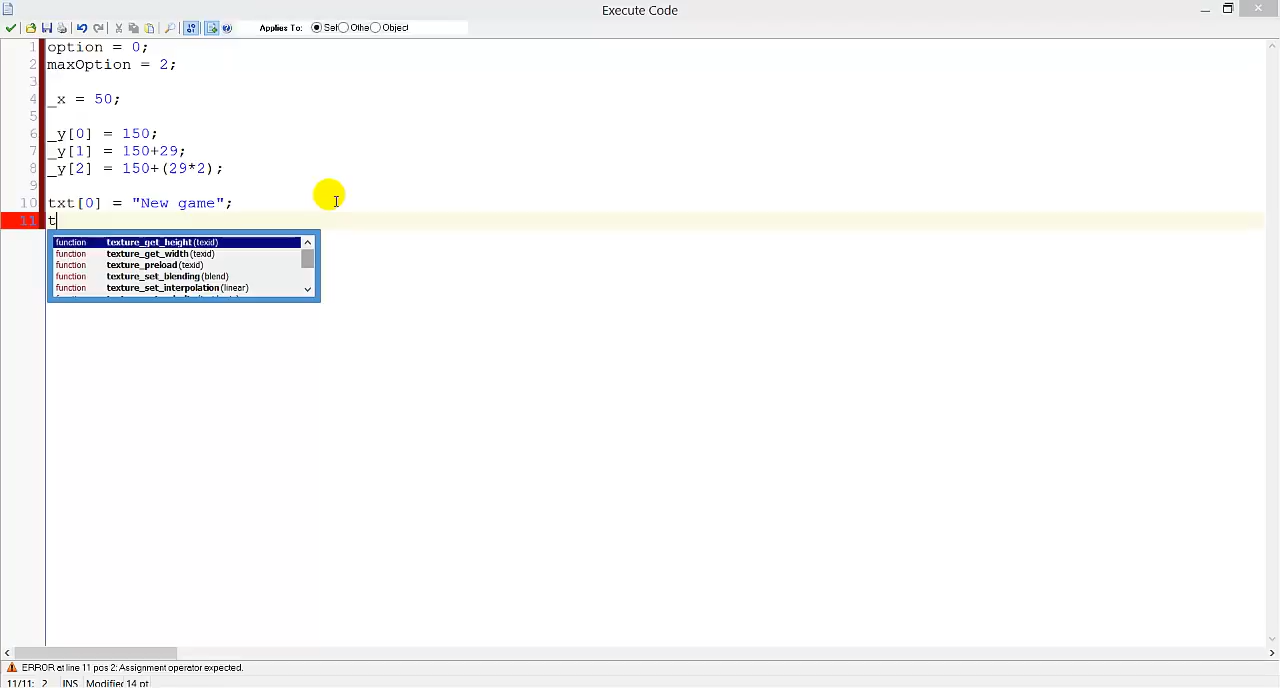 Execute Code
Applies To: Self Othe Object
1 option = 0;
2 maxOption = 2;
3
4 _x = 50;
5
6 _y[0] = 150;
7 _y[1] = 150+29;
8 _y[2] = 150+(29*2);
9
10 txt[0] = "New game";
11 t
function texture_get_height(texid)
function texture_get_width(texid)
function texture_preload(texid)
function texture_set_blending(blend)
function texture_set_interpolation(linear)
ERROR at line 11 pos 2: Assignment operator expected.
11/11: 2 INS Modified 14 pt